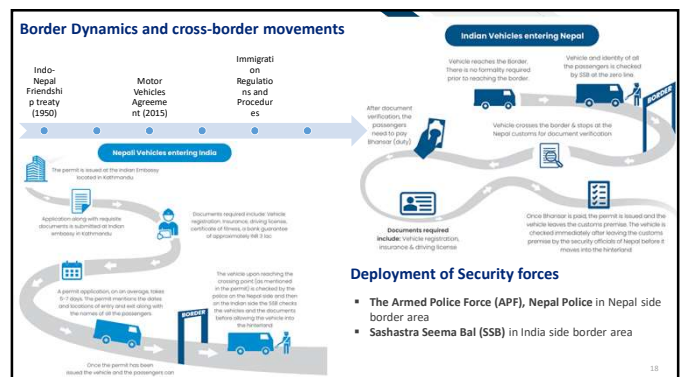 Border Dynamics and cross-border movements
Indo-
Nepal
Friendshi
p treaty
(1950)
Motor
Vehicles
Agreeme
nt (2015)
Immigrati
on
Regulatio
ns and
Procedur
es
Nepali Vehicles entering India
The permit is issued at the Indian Embassy
located in Kathmandu
Application along with requisite
documents is submitted at Indian
embassy in Kathmandu
Documents required include: Vehicle
registration, insurance, driving license,
certificate of fitness, a bank guarantee
of approximately INR 3 lac
A permit application, on an average, takes
5-7 days. The permit mentions the dates
and locations of entry and exit along with
the names of all the passengers
The vehicle upon reaching the
crossing point (as mentioned
in the permit) is checked by the
police on the Nepal side and then
on the Indian side the SSB checks
the vehicles and the documents
before allowing the vehicle into
the hinterland
BORDER
Once the permit has been
issued the vehicle and the passengers can
Indian Vehicles entering Nepal
Vehicle reaches the Border.
There is no formality required
prior to reaching the border.
Vehicle and identity of all
the passengers is checked
by SSB at the zero line.
BORDER
After document
verification, the
passengers
need to pay
Bhansar (duty)
Vehicle crosses the border & stops at the
Nepal customs for document verification
Documents required
include: Vehicle registration,
insurance & driving license
Once Bhansar is paid, the permit is issued and the
vehicle leaves the customs premise. The vehicle is
checked immediately after leaving the customs
premise by the security officials of Nepal before it
moves into the hinterland
Deployment of Security forces
▪ The Armed Police Force (APF), Nepal Police in Nepal side
border area
▪ Sashastra Seema Bal (SSB) in India side border area
18